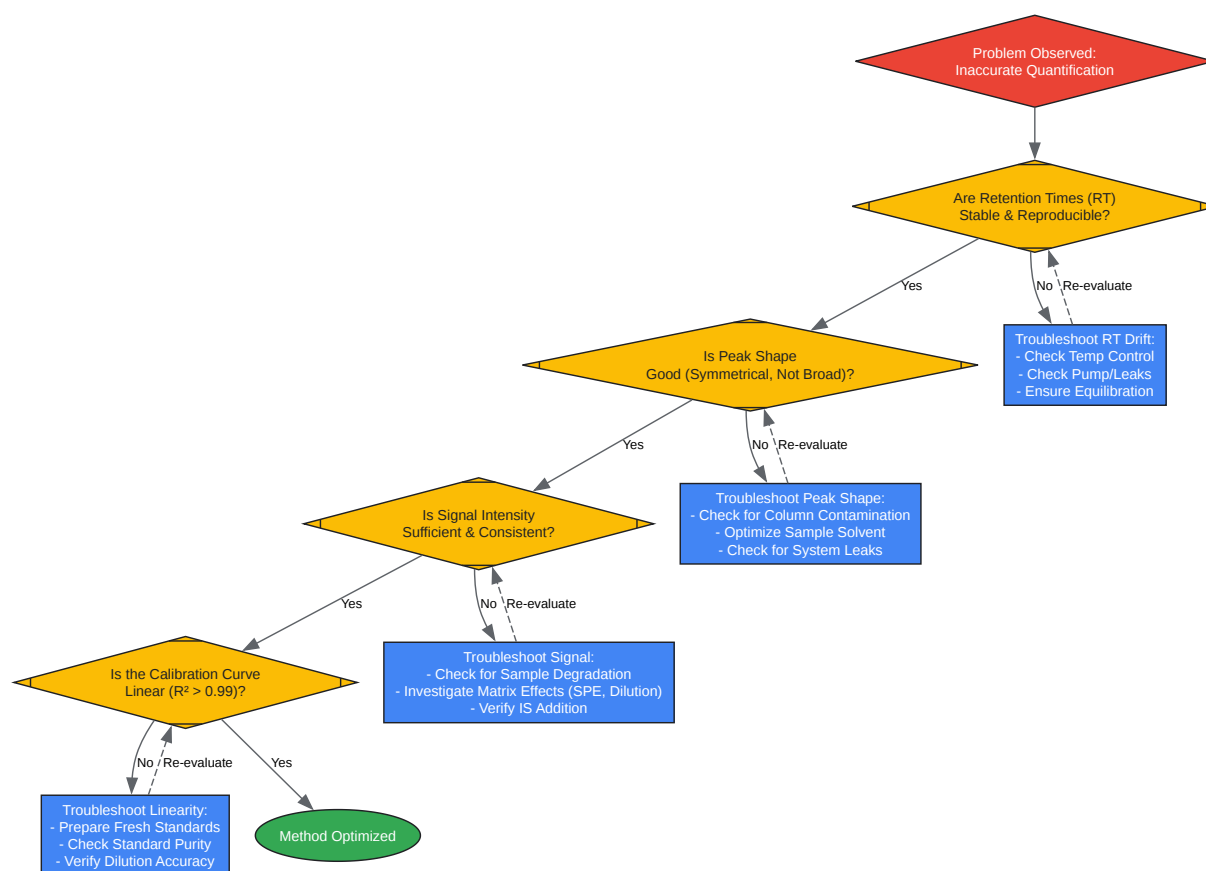 Problem Observed:
Inaccurate Quantification
Are Retention Times (RT)
Stable & Reproducible?
Yes
No
Re-evaluate
Troubleshoot RT Drift:
- Check Temp Control
- Check Pump/Leaks
- Ensure Equilibration
Is Peak Shape
Good (Symmetrical, Not Broad)?
Yes
No
Re-evaluate
Troubleshoot Peak Shape:
- Check for Column Contamination
- Optimize Sample Solvent
- Check for System Leaks
Is Signal Intensity
Sufficient & Consistent?
Yes
No
Re-evaluate
Troubleshoot Signal:
- Check for Sample Degradation
- Investigate Matrix Effects (SPE, Dilution)
- Verify IS Addition
Is the Calibration Curve
Linear (R² > 0.99)?
No
Re-evaluate
Yes
Troubleshoot Linearity:
- Prepare Fresh Standards
- Check Standard Purity
- Verify Dilution Accuracy
Method Optimized